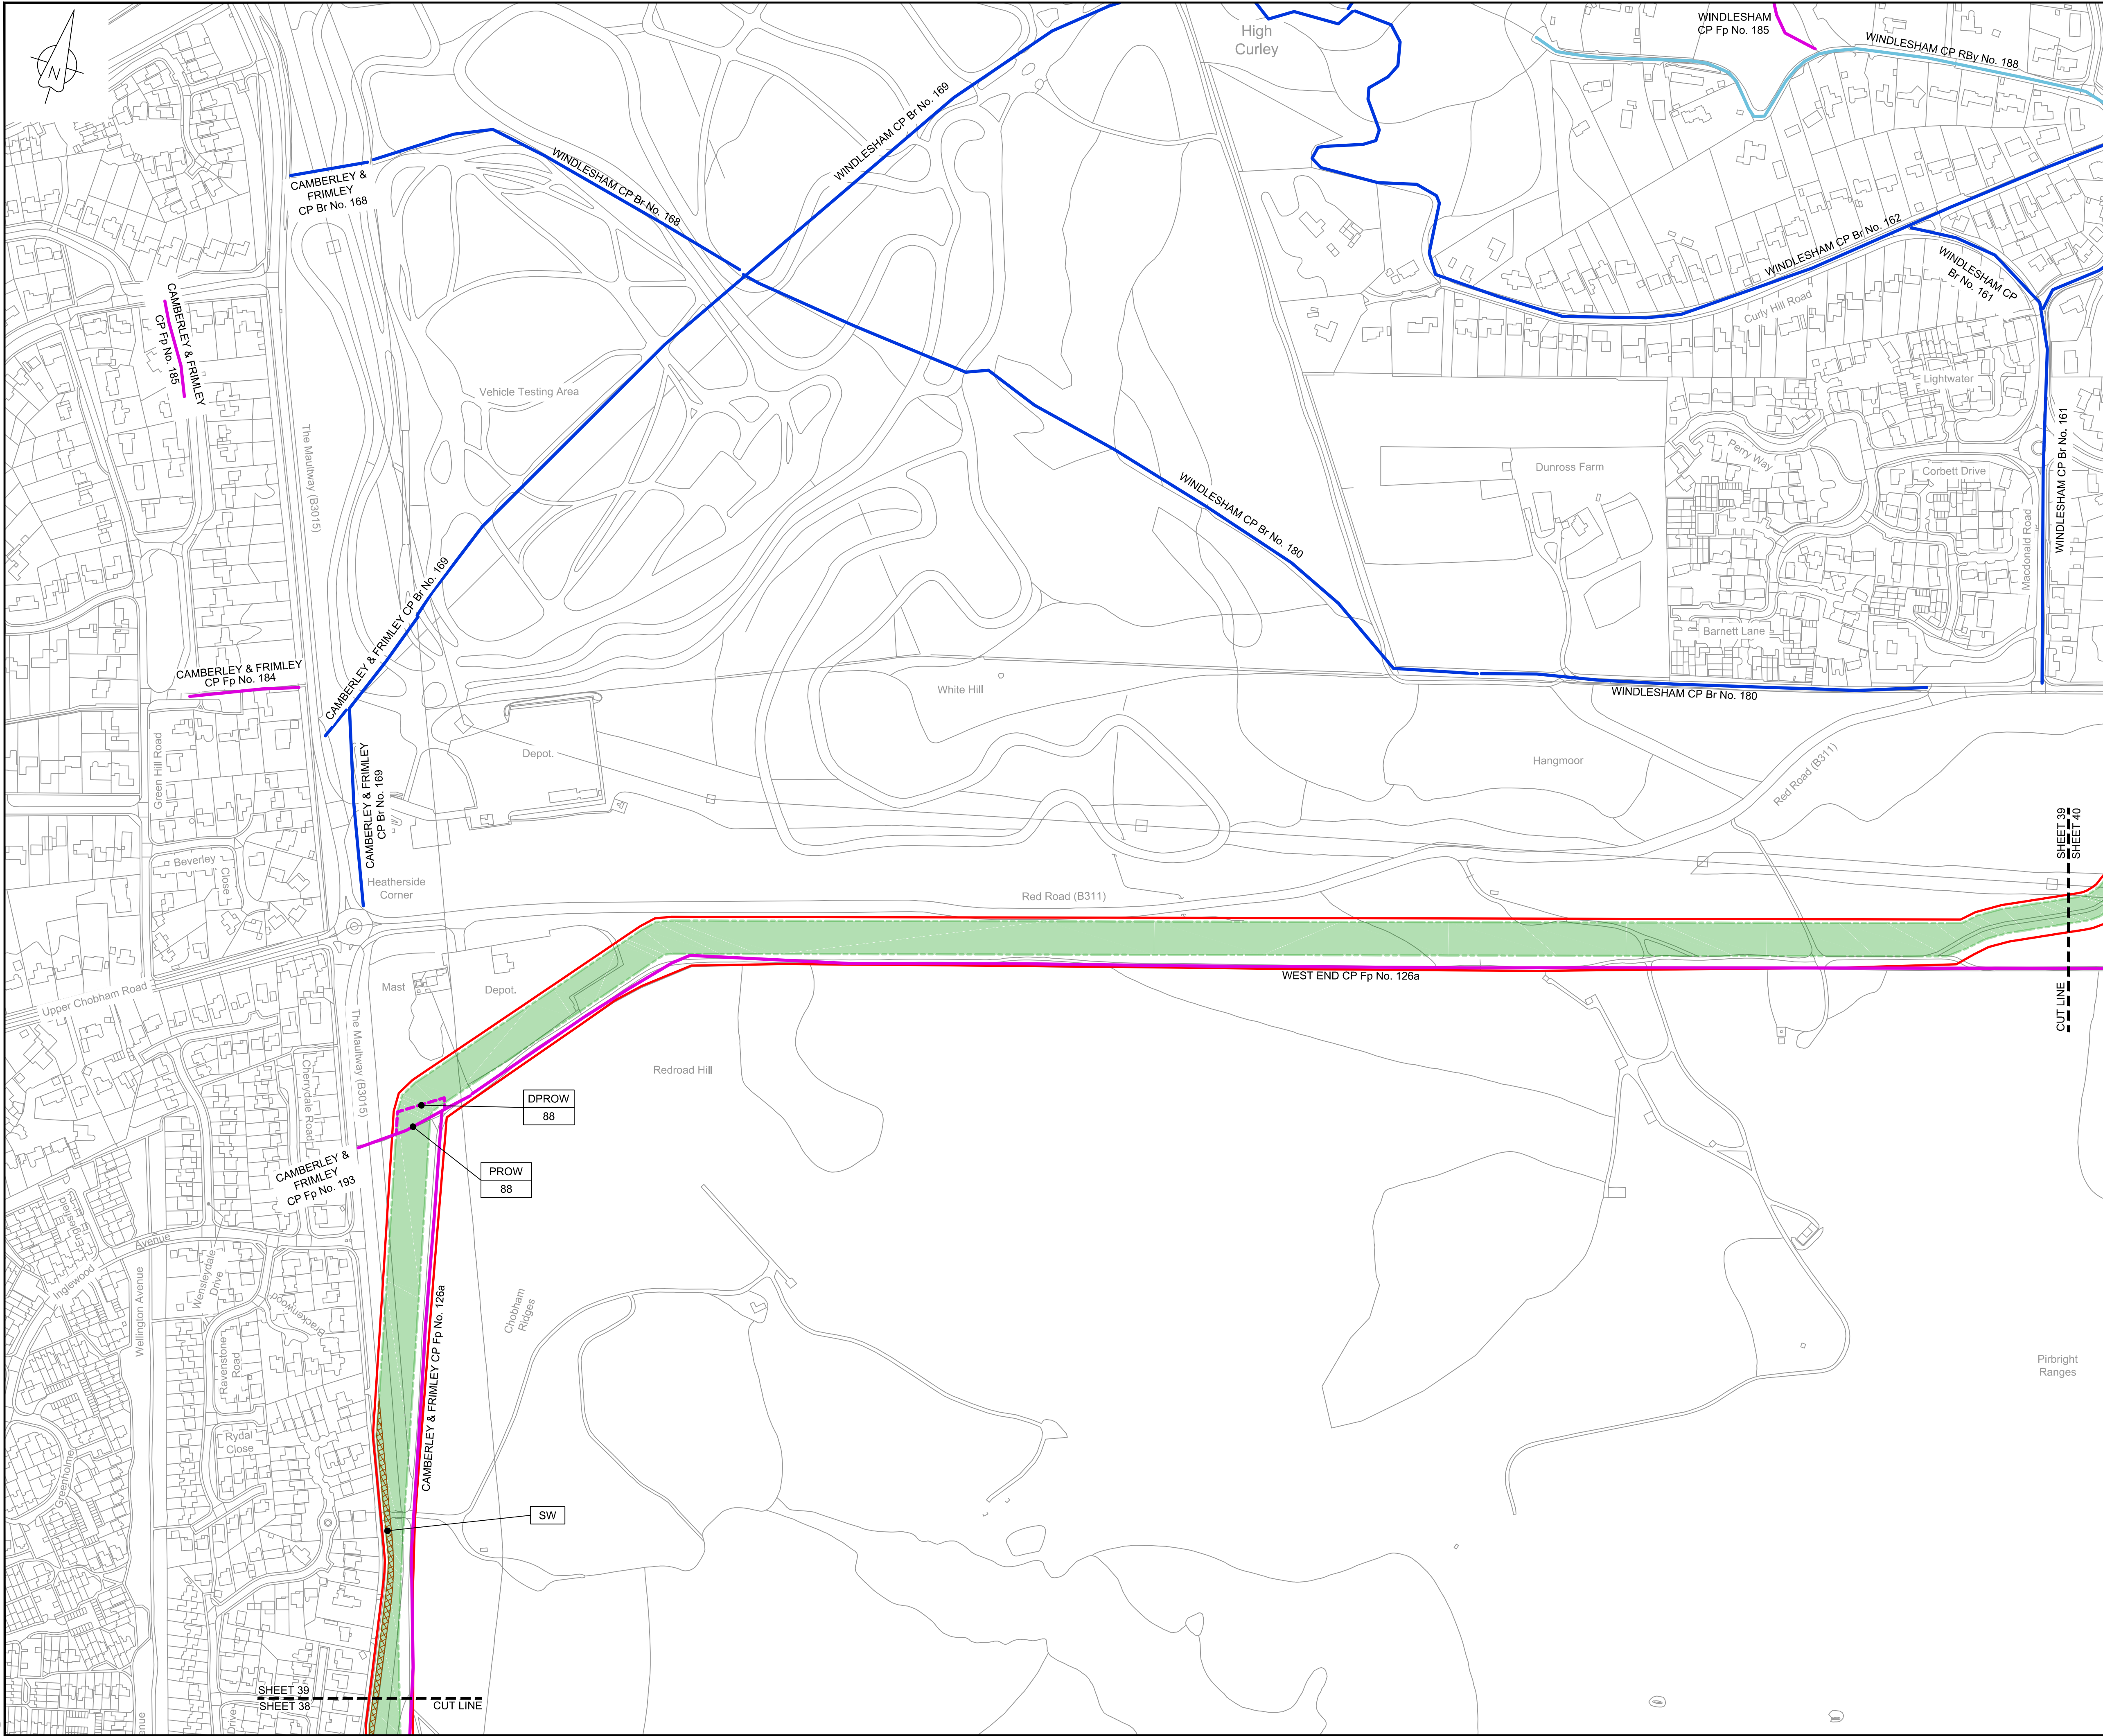 N
High
Curley
WINDLESHAM
CP Fp No. 185
WINDLESHAM CP RBy No. 188
WINDLESHAM CP Br No. 169
CAMBERLEY &
FRIMLEY
CP Br No. 168
WINDLESHAM CP Br No. 168
WINDLESHAM CP Br No. 162
WINDLESHAM CP
Br No. 161
Curly Hill Road
CAMBERLEY & FRIMLEY
CP Fp No. 185
Vehicle Testing Area
Lightwater
The Maultway (B3015)
WINDLESHAM CP Br No. 180
Dunross Farm
Perry Way
Corbett Drive
WINDLESHAM CP Br No. 161
Macdonald Road
Barnett Lane
CAMBERLEY & FRIMLEY CP Br No. 169
CAMBERLEY & FRIMLEY
CP Fp No. 184
White Hill
WINDLESHAM CP Br No. 180
Green Hill Road
Depot.
Hangmoor
Red Road (B311)
CAMBERLEY & FRIMLEY
CP Br No. 169
SHEET 39
SHEET 40
CUT LINE
Beverley
Close
Heatherside
Corner
Red Road (B311)
WEST END CP Fp No. 126a
Upper Chobham Road
Mast
Depot.
The Maultway (B3015)
Cherrydale Road
Redroad Hill
DPROW
88
PROW
88
CAMBERLEY &
FRIMLEY
CP Fp No. 193
Englesfield
Inglewood
Avenue
Wellington Avenue
Wensleydale
Drive
Brackenwood
Ravenstone
Road
Chobham
Ridges
CAMBERLEY & FRIMLEY CP Fp No. 126a
Pirbright
Ranges
Rydal
Close
Greenholme
SW
SHEET 39
SHEET 38
CUT LINE
Drive